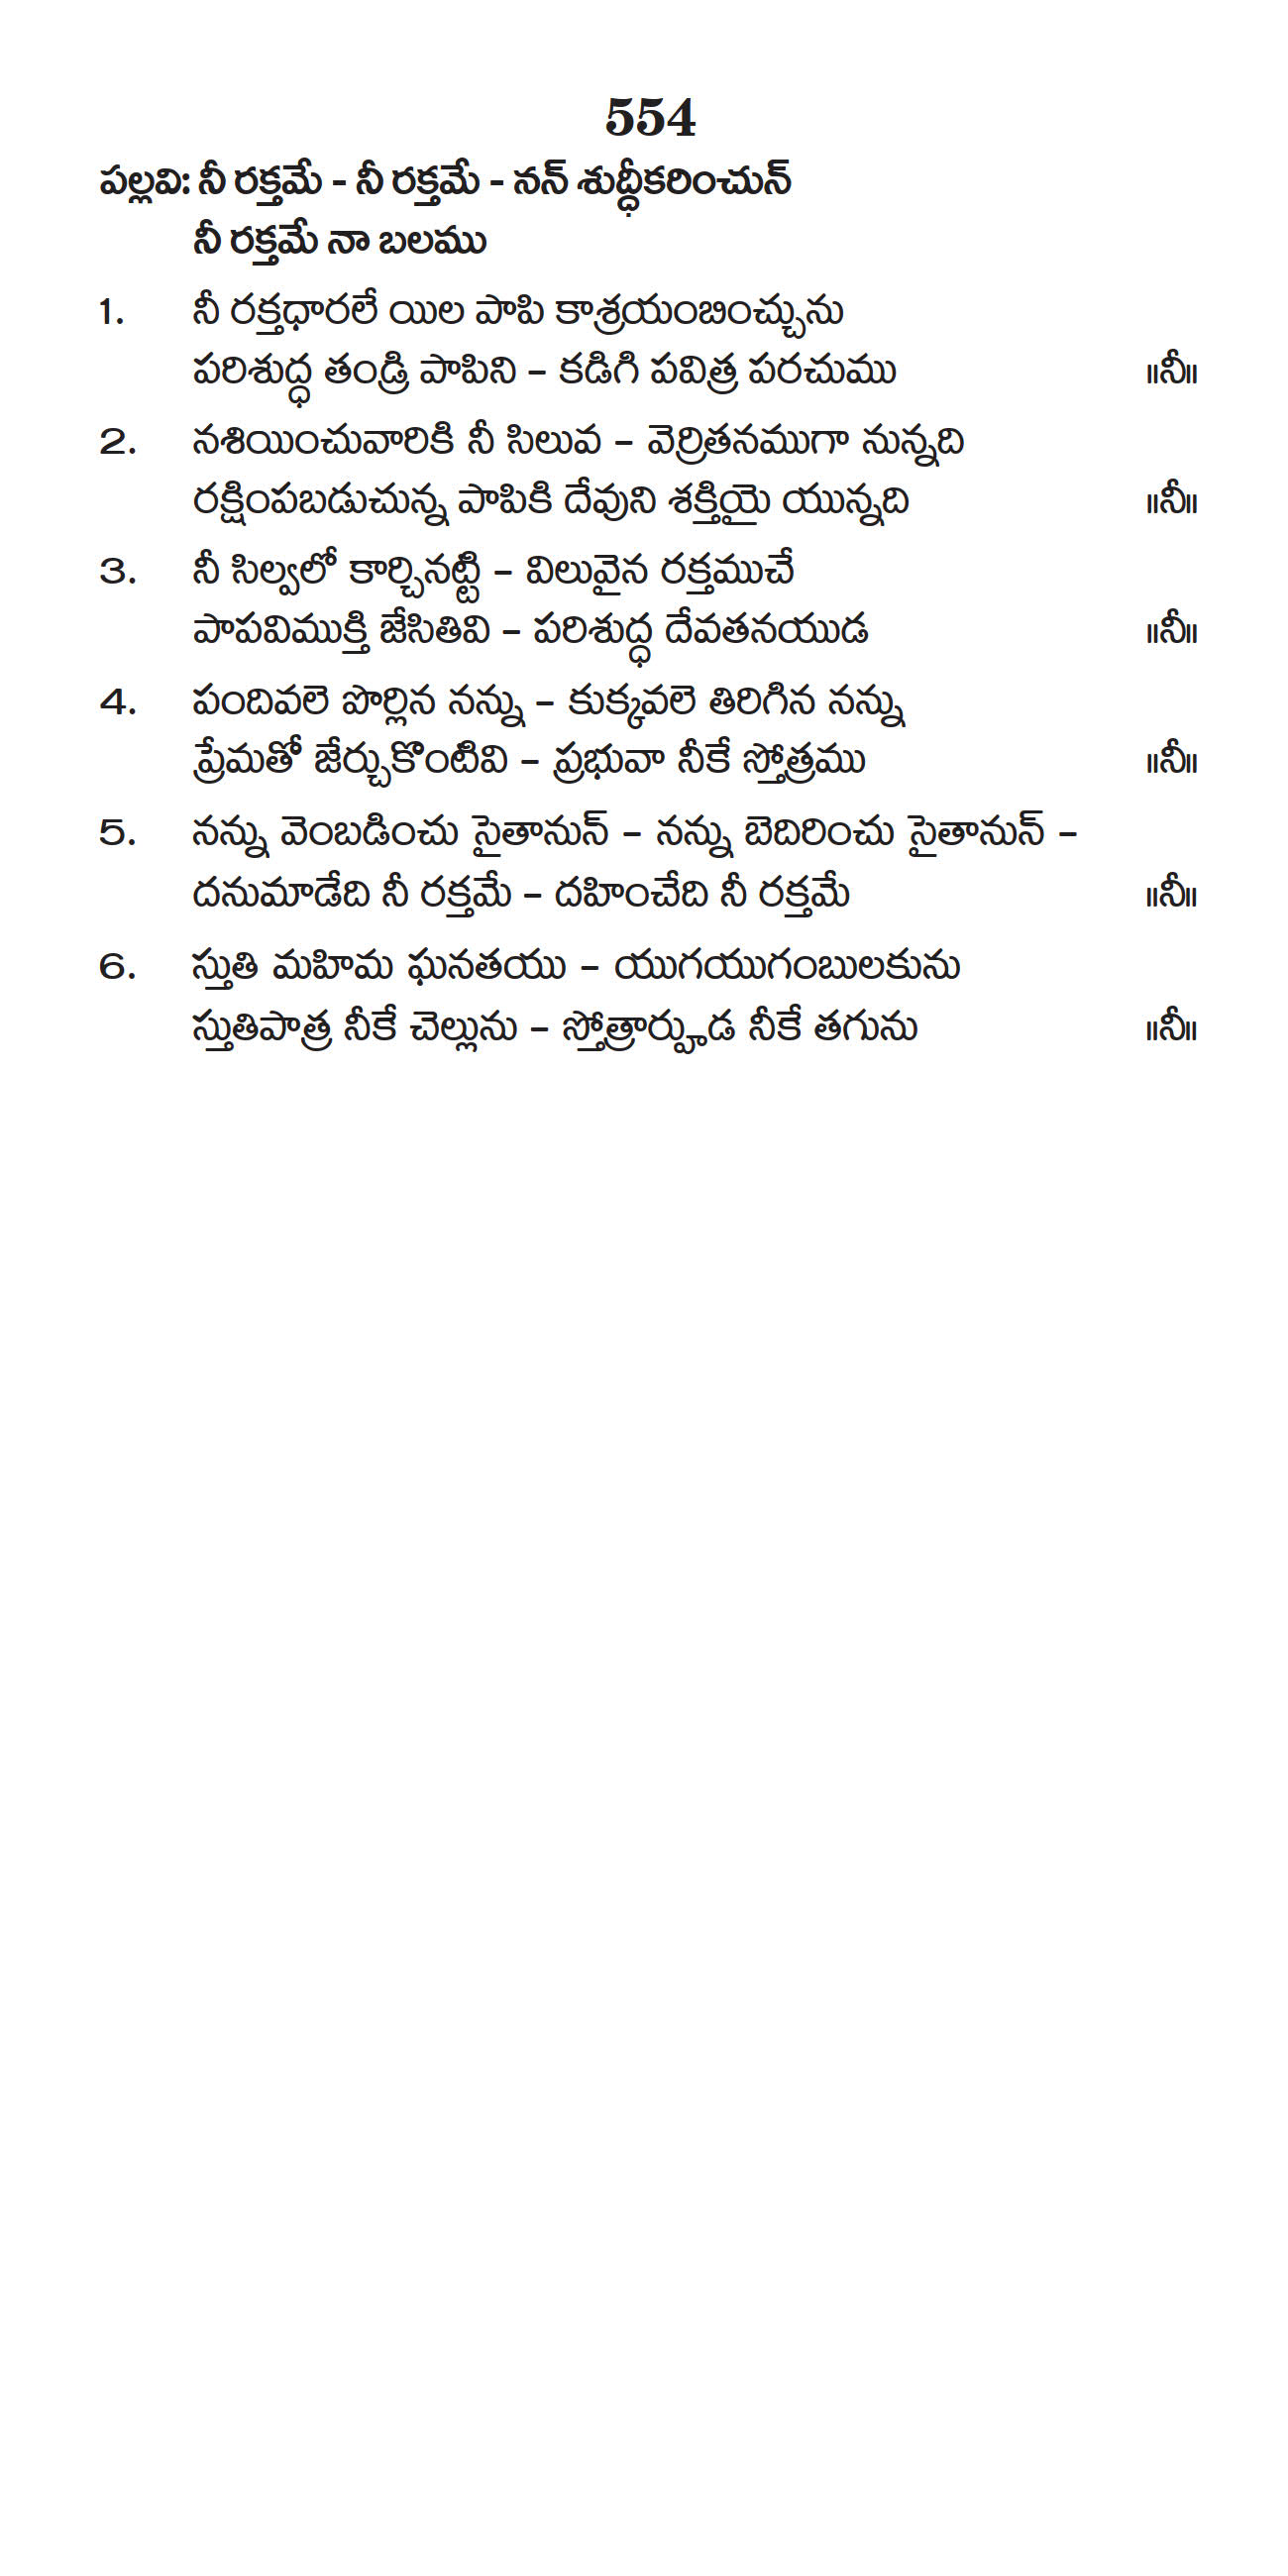 554
పల్లవి: నీ రక్తమే - నీ రక్తమే - నన్ శుద్ధీకరించున్
నీ రక్తమే నా బలము
1. నీ రక్తధారలే యిల పాపి కాశ్రయంబించ్చును
పరిశుద్ధ తండ్రి పాపిని – కడిగి పవిత్ర పరచుము ॥నీ॥
2. నశియించువారికి నీ సిలువ – వెర్రితనముగా నున్నది
రక్షింపబడుచున్న పాపికి దేవుని శక్తియై యున్నది ॥నీ॥
3. నీ సిల్వలో కార్చినట్టి – విలువైన రక్తముచే
పాపవిముక్తి జేసితివి – పరిశుద్ధ దేవతనయుడ ॥నీ॥
4. పందివలె పొర్లిన నన్ను – కుక్కవలె తిరిగిన నన్ను
ప్రేమతో జేర్చుకొంటివి – ప్రభువా నీకే స్తోత్రము ॥నీ॥
5. నన్ను వెంబడించు సైతానున్ – నన్ను బెదిరించు సైతానున్ –
దనుమాడేది నీ రక్తమే – దహించేది నీ రక్తమే ॥నీ॥
6. స్తుతి మహిమ ఘనతయు – యుగయుగంబులకును
స్తుతిపాత్ర నీకే చెల్లును – స్తోత్రార్హుడ నీకే తగును ॥నీ॥